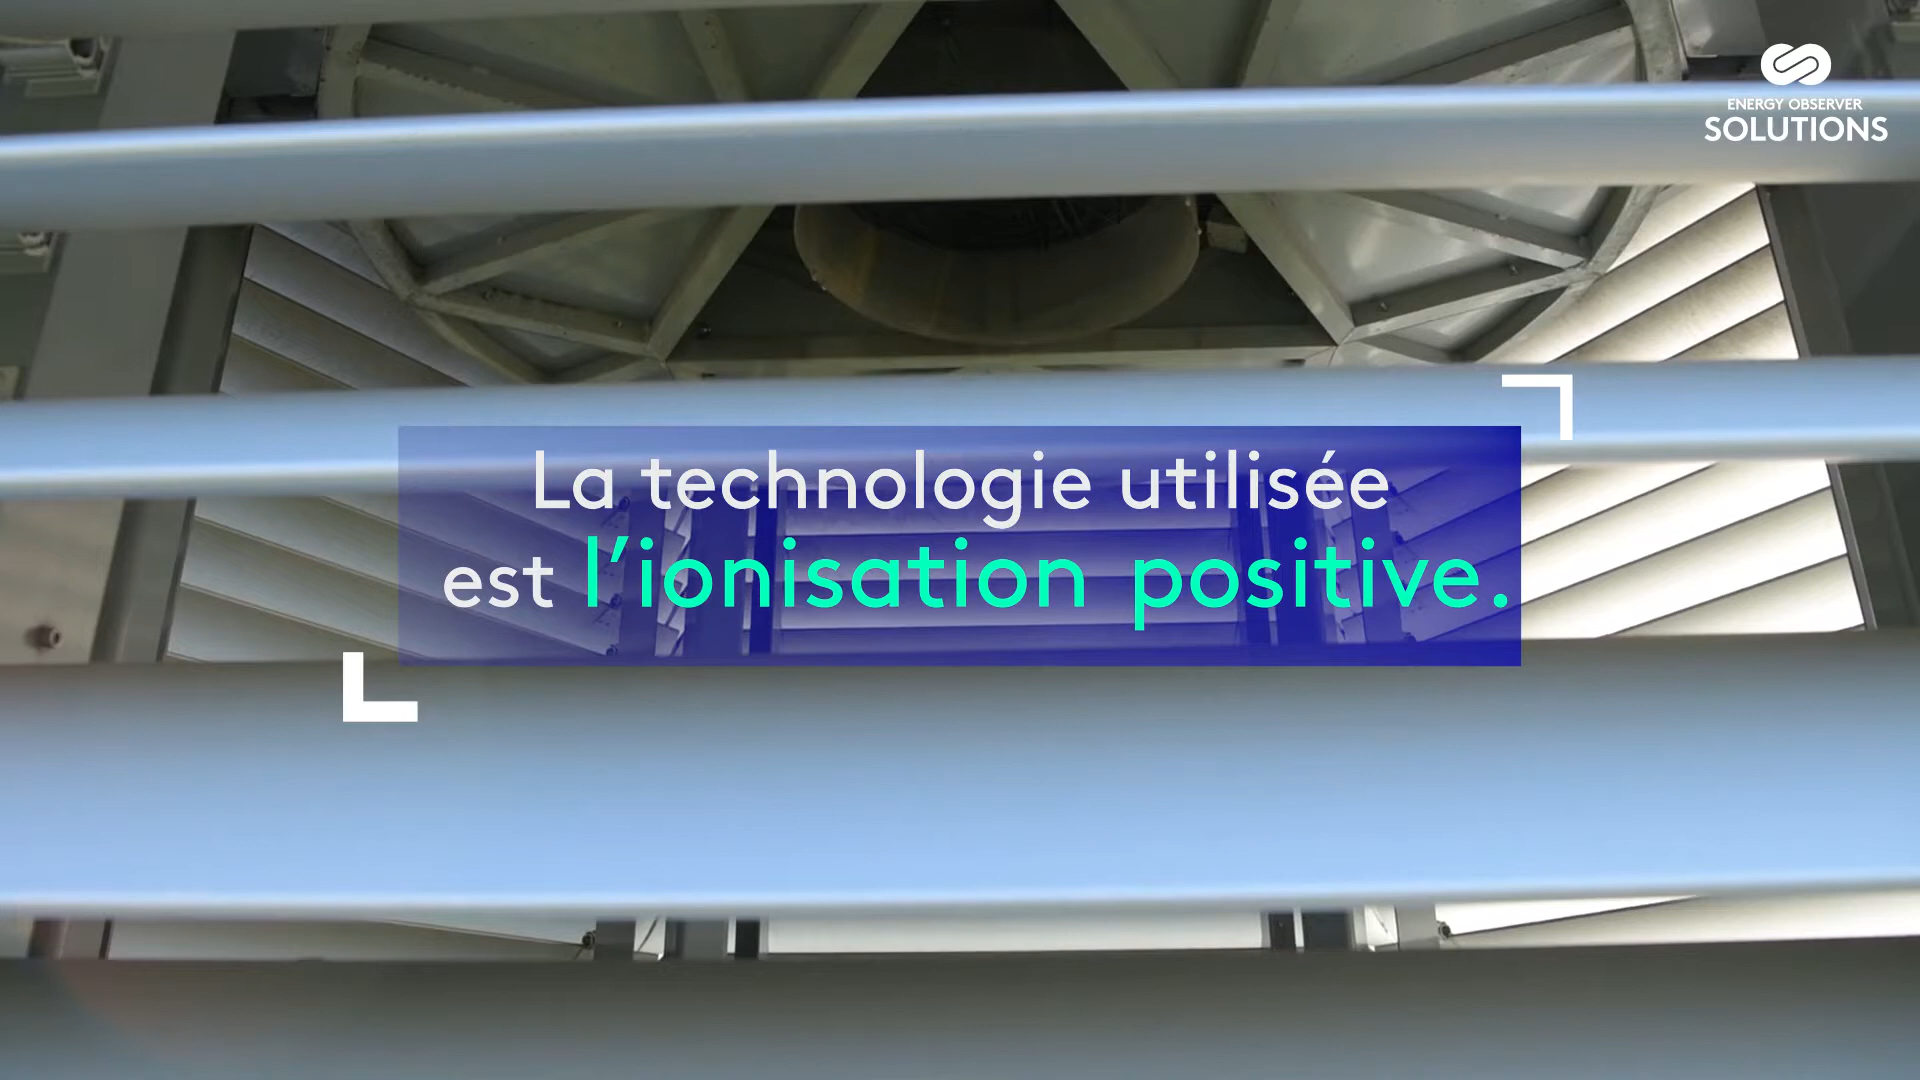 ENERGY OBSERVER
SOLUTIONS
La technologie utilisée
est l'ionisation positive.